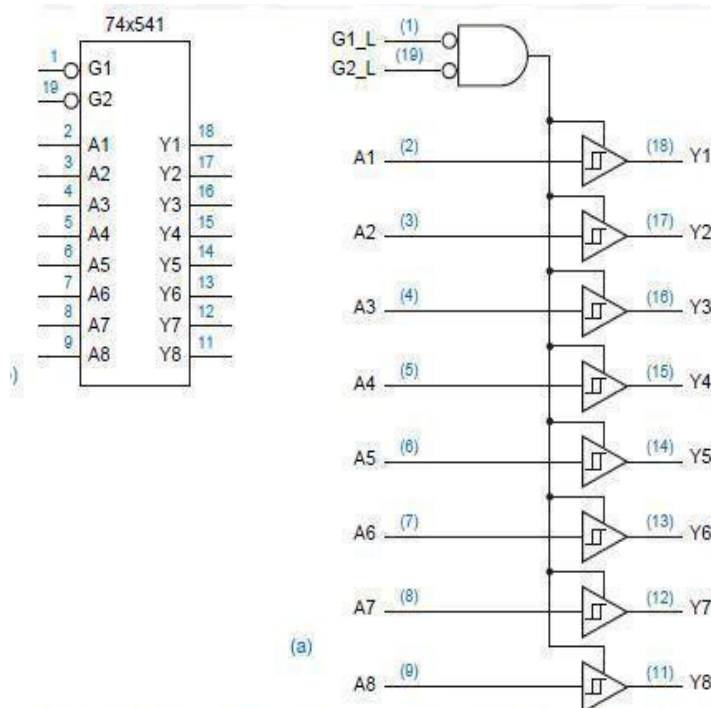 74x541
1 G1
19 G2
2 A1 Y1 18
3 A2 Y2 17
4 A3 Y3 16
5 A4 Y4 15
6 A5 Y5 14
7 A6 Y6 13
8 A7 Y7 12
9 A8 Y8 11
)
G1_L (1)
G2_L (19)
A1 (2) (18) Y1
A2 (3) (17) Y2
A3 (4) (16) Y3
A4 (5) (15) Y4
A5 (6) (14) Y5
A6 (7) (13) Y6
A7 (8) (12) Y7
(a)
A8 (9) (11) Y8